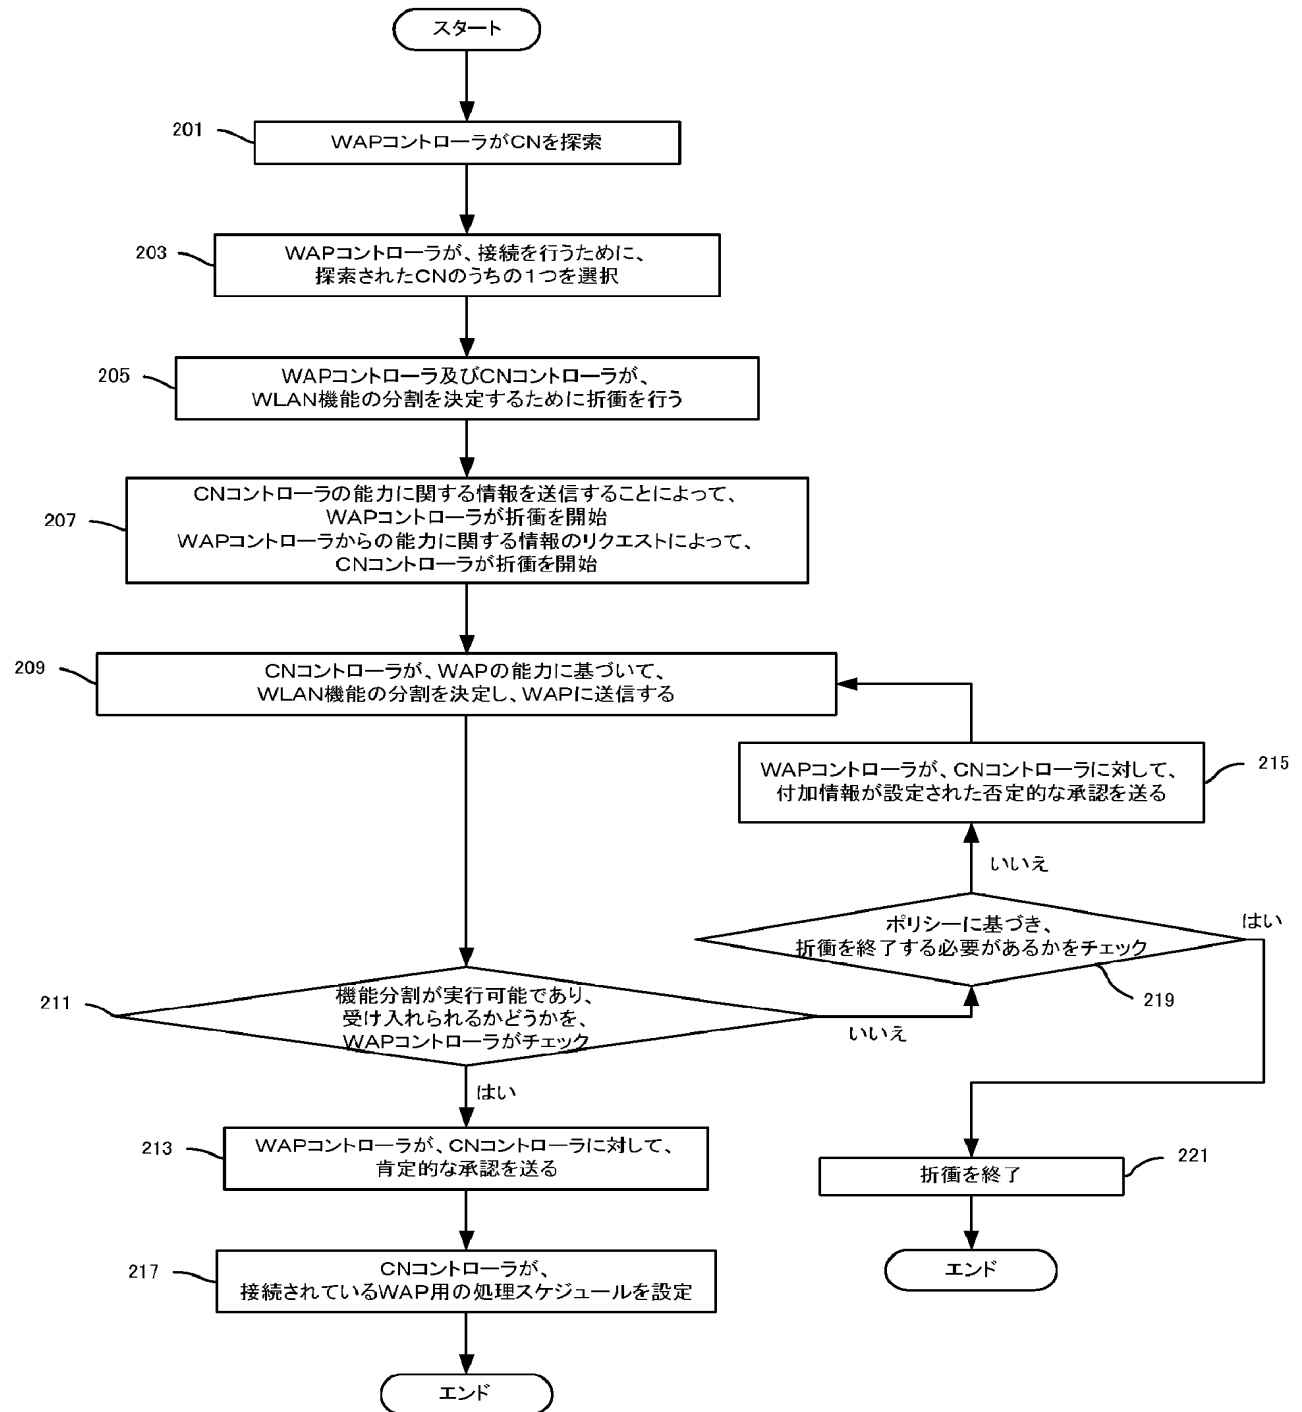 スタート
201
WAPコントローラがCNを探索
203
WAPコントローラが、接続を行うために、
探索されたCNのうちの1つを選択
205
WAPコントローラ及びCNコントローラが、
WLAN機能の分割を決定するために折衝を行う
207
CNコントローラの能力に関する情報を送信することによって、
WAPコントローラが折衝を開始
WAPコントローラからの能力に関する情報のリクエストによって、
CNコントローラが折衝を開始
209
CNコントローラが、WAPの能力に基づいて、
WLAN機能の分割を決定し、WAPに送信する
WAPコントローラが、CNコントローラに対して、
付加情報が設定された否定的な承認を送る
215
いいえ
ポリシーに基づき、
折衝を終了する必要があるかをチェック
はい
219
211
機能分割が実行可能であり、
受け入れられるかどうかを、
WAPコントローラがチェック
いいえ
はい
213
WAPコントローラが、CNコントローラに対して、
肯定的な承認を送る
折衝を終了
221
217
CNコントローラが、
接続されているWAP用の処理スケジュールを設定
エンド
エンド